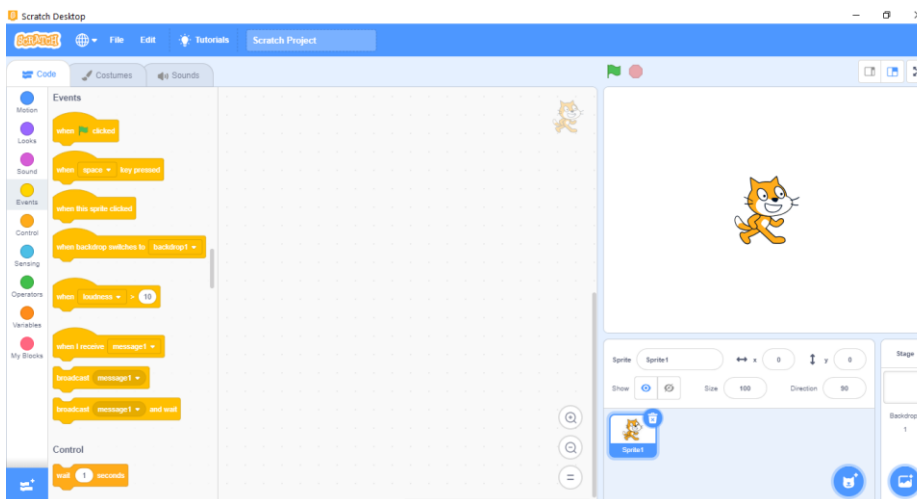 Scratch Desktop
SCRATCH File Edit Tutorials Scratch Project
Code Costumes Sounds
Motion
Looks
Sound
Events
Control
Sensing
Operators
Variables
My Blocks
Events
when clicked
when space key pressed
when this sprite clicked
when backdrop switches to backdrop1
when loudness > 10
when I receive message1
broadcast message1
broadcast message1 and wait
Control
wait 1 seconds
Sprite Sprite1 x 0 y 0
Show Size 100 Direction 90
Sprite1
Stage
Backdrop
1